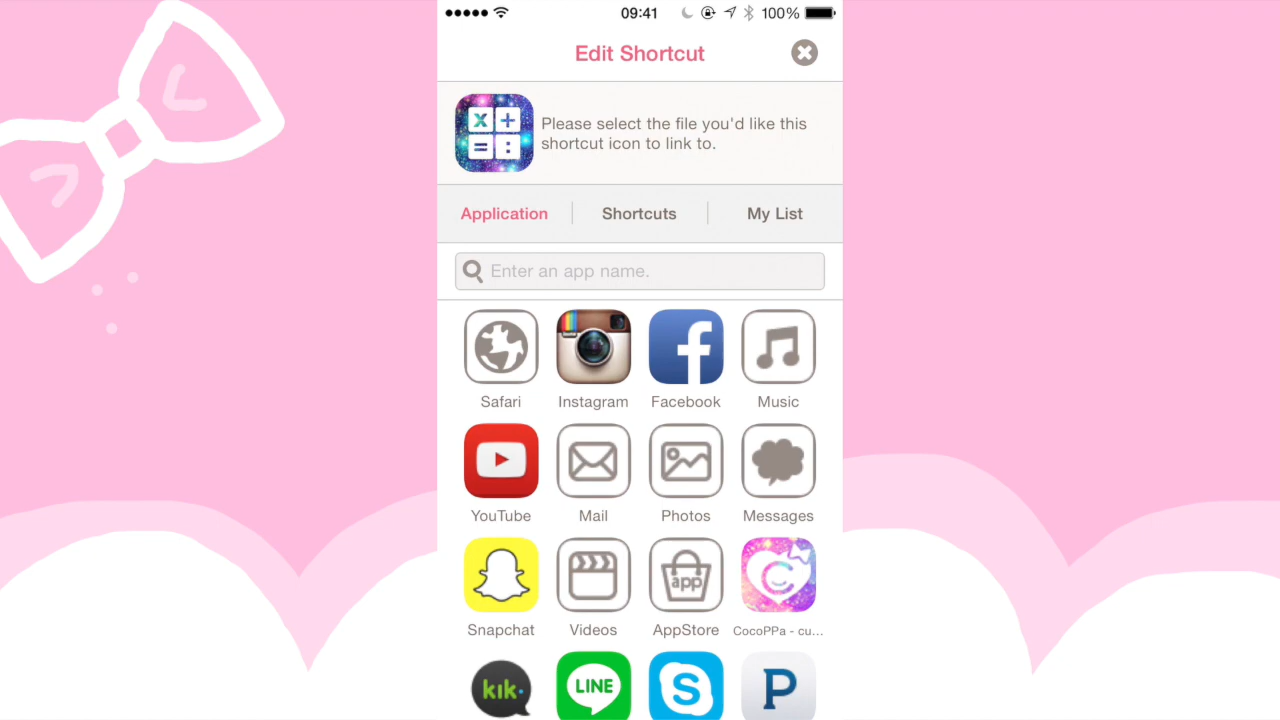 09:41
100%
Edit Shortcut
Please select the file you'd like this
shortcut icon to link to.
Application
Shortcuts
My List
Enter an app name.
Safari
Instagram
Facebook
Music
YouTube
Mail
Photos
Messages
app
Snapchat
Videos
AppStore
CocoPPa - cu...
kik
LINE